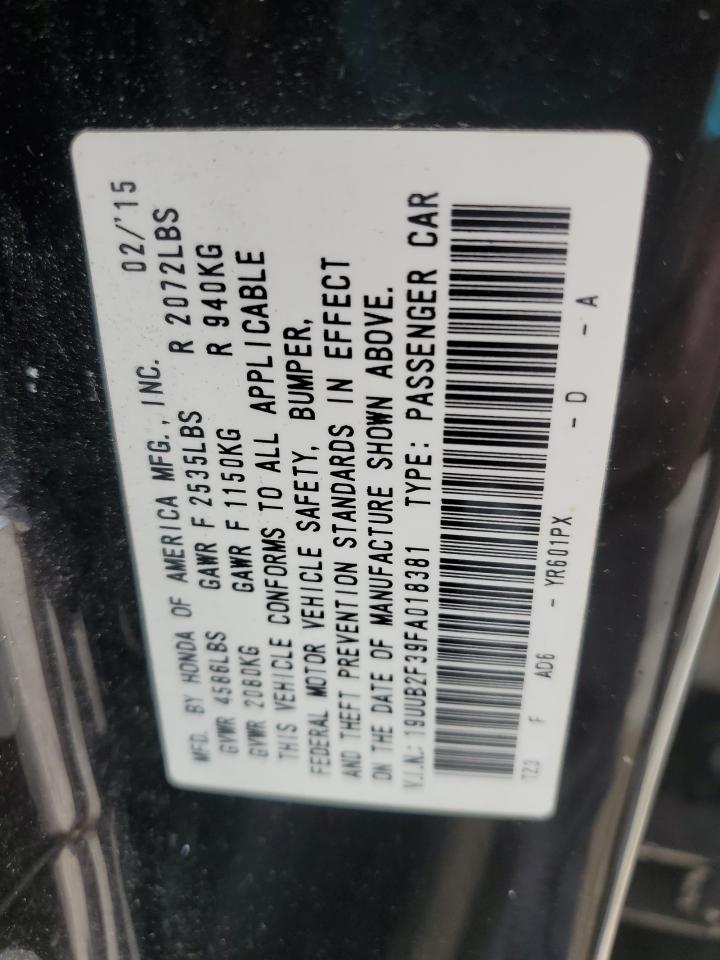 MFD. BY HONDA OF AMERICA MFG., INC. 02/'15
GVWR 4586LBS GAWR F 2535LBS R 2072LBS
GVWR 2080KG GAWR F 1150KG R 940KG
THIS VEHICLE CONFORMS TO ALL APPLICABLE
FEDERAL MOTOR VEHICLE SAFETY, BUMPER,
AND THEFT PREVENTION STANDARDS IN EFFECT
ON THE DATE OF MANUFACTURE SHOWN ABOVE.
V.I.N.: 19UUB2F39FA018381 TYPE: PASSENGER CAR
TZ3 F AD6 - YR601PX - D - A